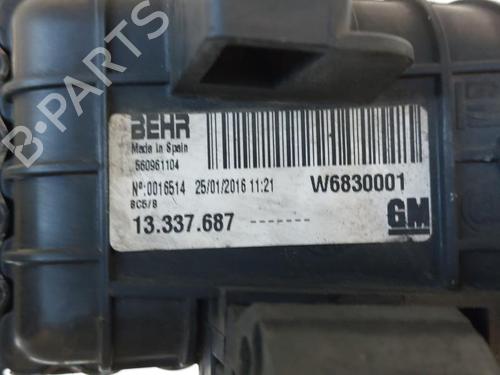 B-PARTS
BEHR
Made in Spain
560961104
Nº:0016514 25/01/2016 11:21 W6830001
8C5/8
13.337.687 -------
GM